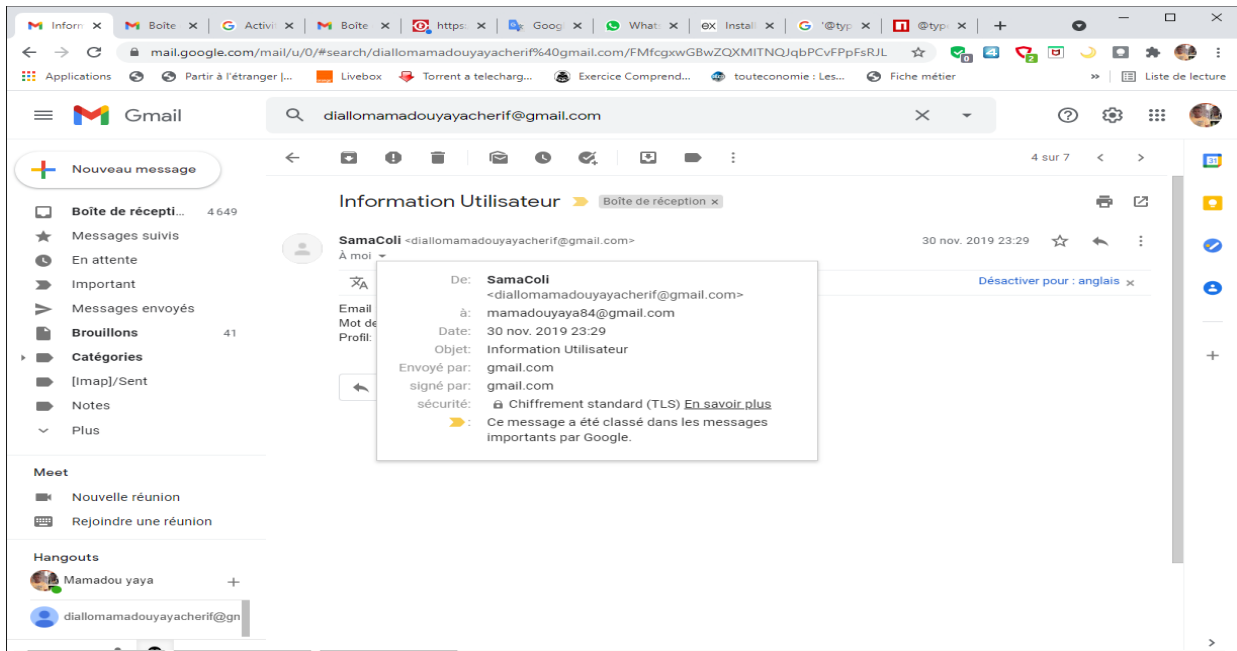 Inforn
Boîte
Activi
Boîte
https:
Goog
What:
Install
'@typ
@typ
mail.google.com/mail/u/0/#search/diallomamadouyayacherif%40gmail.com/FMfcgxwGBwZQXMITNQJqbPCvFPpFsRJL
Applications
Partir à l'étranger |...
Livebox
Torrent a telecharg...
Exercice Comprend...
touteconomie : Les...
Fiche métier
»
Liste de lecture
Gmail
diallomamadouyayacherif@gmail.com
Nouveau message
4 sur 7
Boîte de récepti... 4 649
Messages suivis
En attente
Important
Messages envoyés
Brouillons 41
Catégories
[Imap]/Sent
Notes
Plus
Meet
Nouvelle réunion
Rejoindre une réunion
Hangouts
Mamadou yaya
diallomamadouyayacherif@gn
Information Utilisateur
Boîte de réception ×
SamaColi <diallomamadouyayacherif@gmail.com>
30 nov. 2019 23:29
À moi
Désactiver pour : anglais ×
Email
Mot de
Profil:
De: SamaColi
<diallomamadouyayacherif@gmail.com>
à: mamadouyaya84@gmail.com
Date: 30 nov. 2019 23:29
Objet: Information Utilisateur
Envoyé par: gmail.com
signé par: gmail.com
sécurité: Chiffrement standard (TLS) En savoir plus
: Ce message a été classé dans les messages
importants par Google.